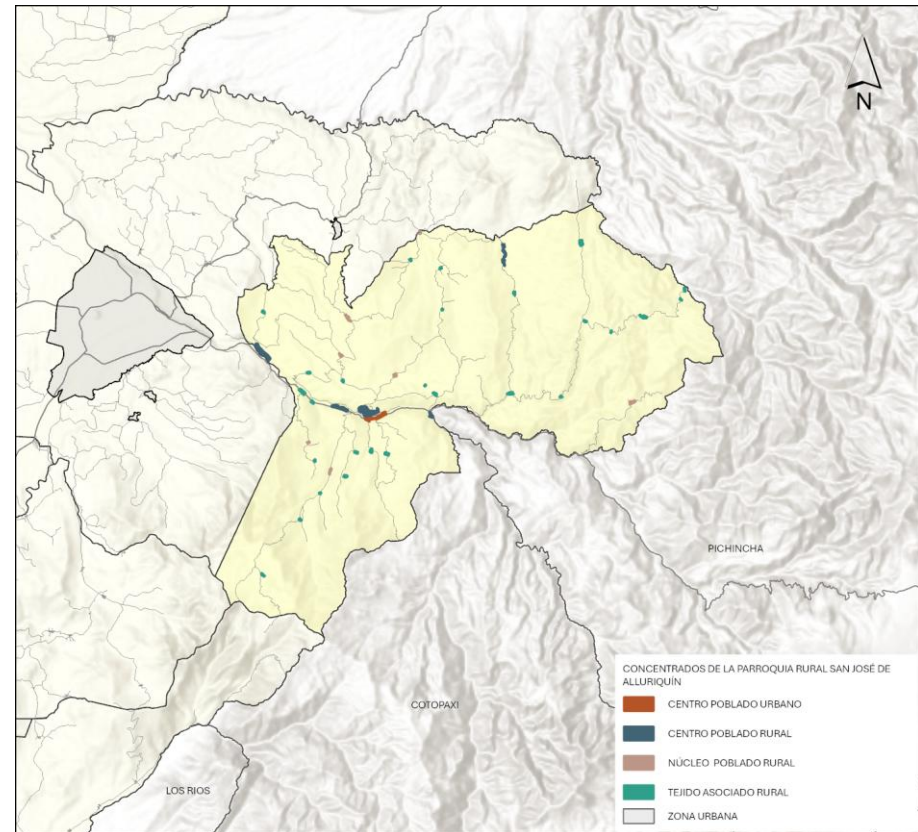 N
PICHINCHA
COTOPAXI
LOS RIOS
CONCENTRADOS DE LA PARROQUIA RURAL SAN JOSÉ DE
ALLURIQUÍN
CENTRO POBLADO URBANO
CENTRO POBLADO RURAL
NÚCLEO POBLADO RURAL
TEJIDO ASOCIADO RURAL
ZONA URBANA